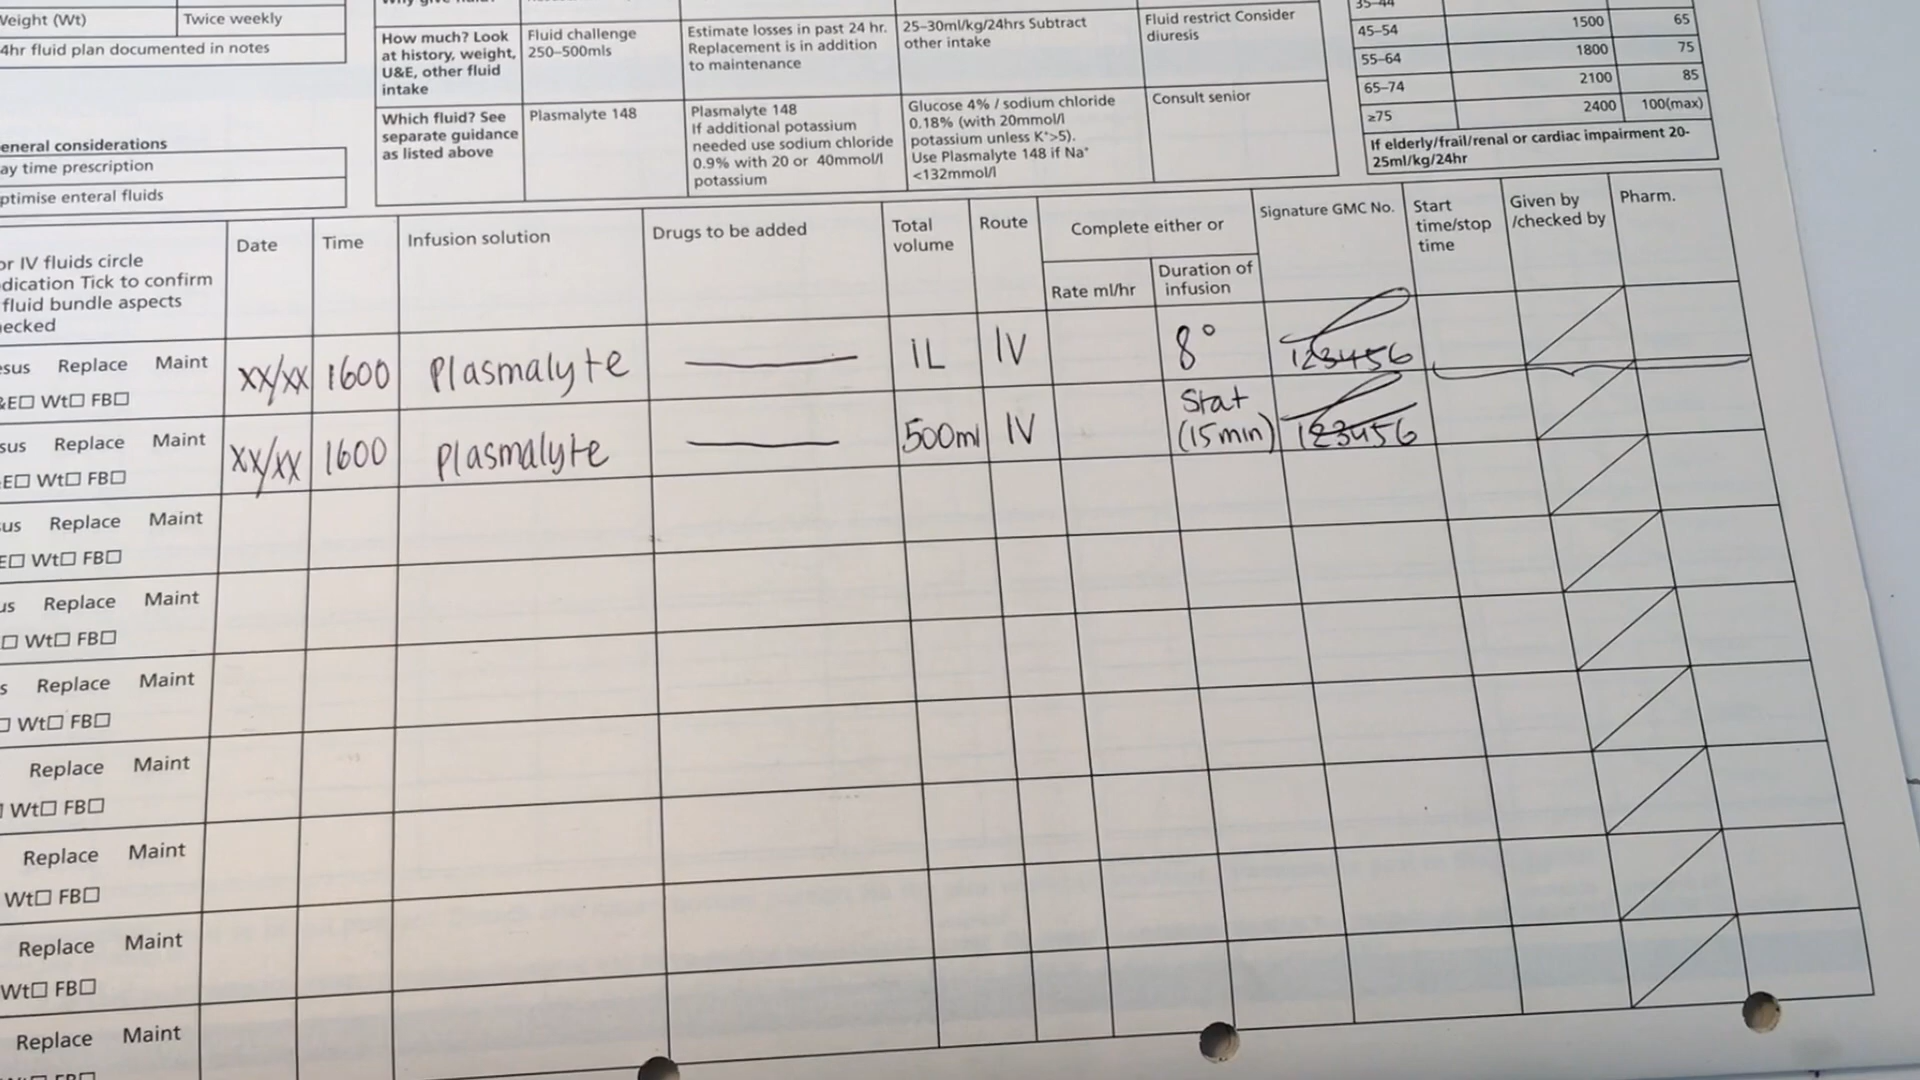 Weight (Wt) Twice weekly
4hr fluid plan documented in notes
eneral considerations
ay time prescription
ptimise enteral fluids
How much? Look at history, weight, U&E, other fluid intake
Fluid challenge 250–500mls
Estimate losses in past 24 hr. Replacement is in addition to maintenance
25–30ml/kg/24hrs Subtract other intake
Fluid restrict Consider diuresis
Which fluid? See separate guidance as listed above
Plasmalyte 148
Plasmalyte 148 If additional potassium needed use sodium chloride 0.9% with 20 or 40mmol/l potassium
Glucose 4% / sodium chloride 0.18% (with 20mmol/l potassium unless K⁺>5). Use Plasmalyte 148 if Na⁺ <132mmol/l
Consult senior
35–44
45–54 1500 65
55–64 1800 75
65–74 2100 85
≥75 2400 100(max)
If elderly/frail/renal or cardiac impairment 20-25ml/kg/24hr
or IV fluids circle
dication Tick to confirm
fluid bundle aspects
ecked
Date Time Infusion solution Drugs to be added Total volume Route Complete either or Signature GMC No. Start time/stop time Given by /checked by Pharm.
Rate ml/hr Duration of infusion
sus Replace Maint
&E☐ Wt☐ FB☐
xx/xx 1600 Plasmalyte 1L IV 8° 123456
sus Replace Maint
E☐ Wt☐ FB☐
xx/xx 1600 Plasmalyte 500ml IV Stat (15min) 123456
us Replace Maint
E☐ Wt☐ FB☐
us Replace Maint
☐ Wt☐ FB☐
s Replace Maint
☐ Wt☐ FB☐
Replace Maint
Wt☐ FB☐
Replace Maint
Wt☐ FB☐
Replace Maint
Wt☐ FB☐
Replace Maint